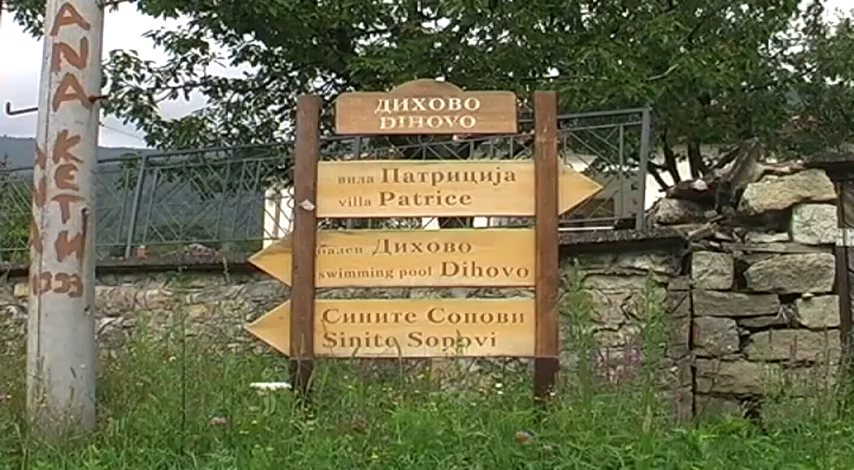 ДИХОВО
DIHOVO
вила Патриција
villa Patrice
базен Дихово
swimming pool Dihovo
Сините Сопови
Sinite Sopovi
ANA
КЕТИ